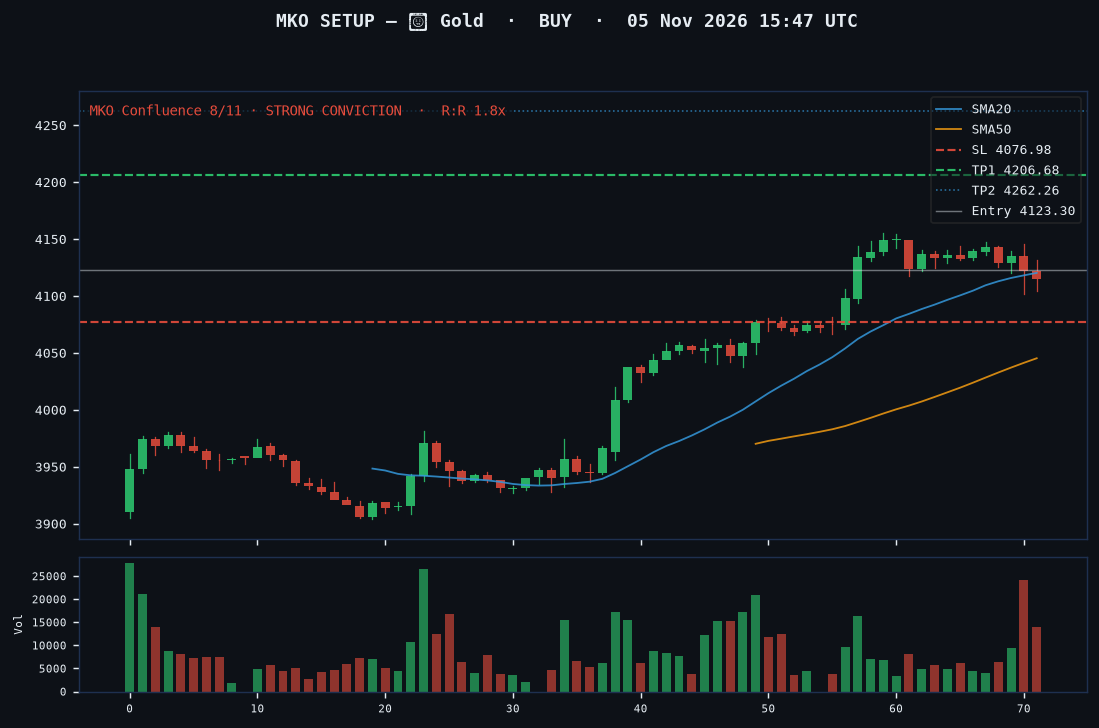 MKO SETUP — Gold · BUY · 05 Nov 2026 15:47 UTC
MKO Confluence 8/11 · STRONG CONVICTION · R:R 1.8x
SMA20
SMA50
SL 4076.98
TP1 4206.68
TP2 4262.26
Entry 4123.30
4250
4200
4150
4100
4050
4000
3950
3900
Vol
25000
20000
15000
10000
5000
0
0 10 20 30 40 50 60 70